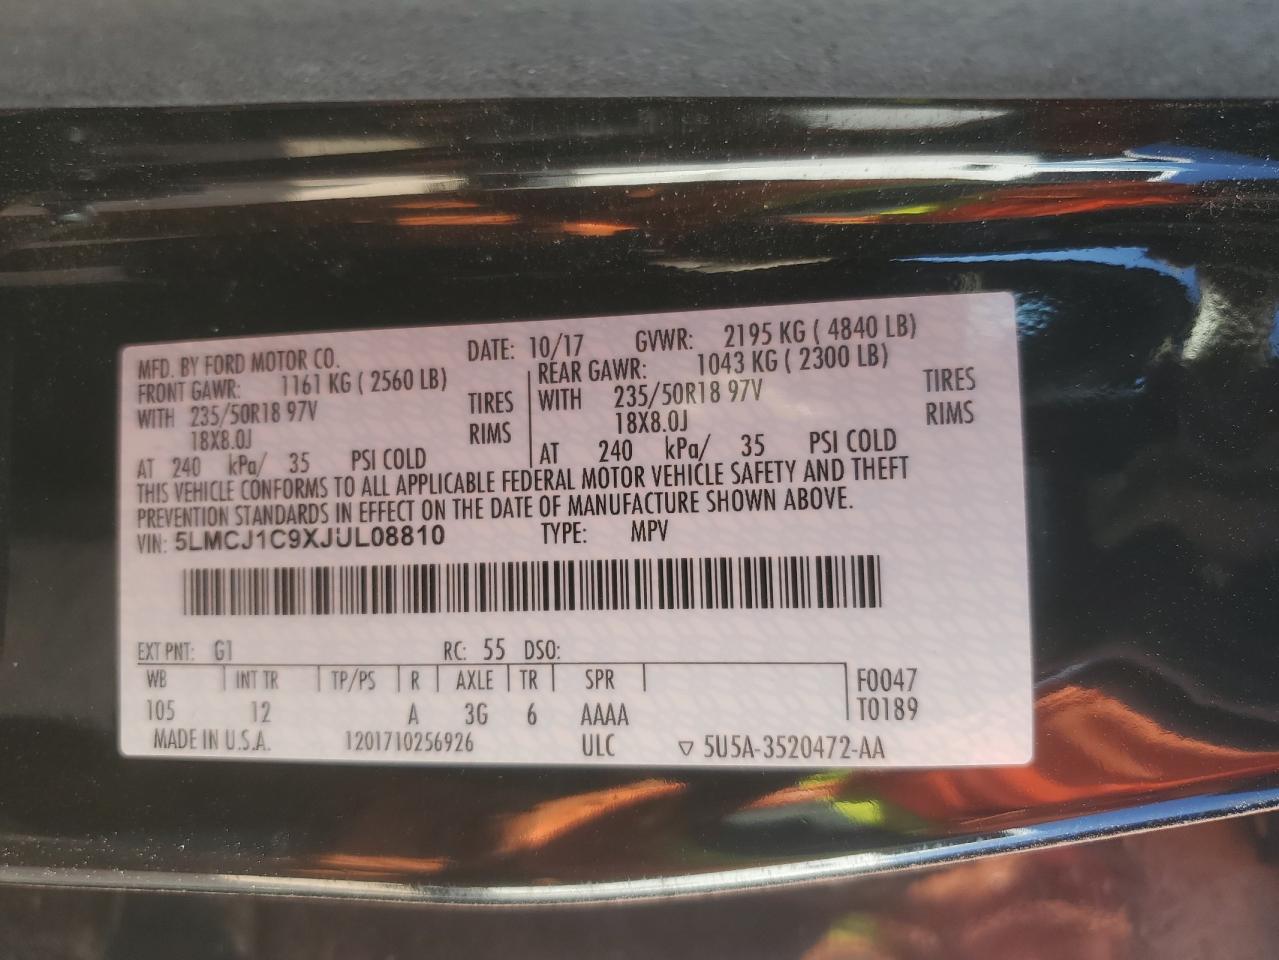 MFD. BY FORD MOTOR CO. DATE: 10/17 GVWR: 2195 KG ( 4840 LB)
FRONT GAWR: 1161 KG ( 2560 LB) REAR GAWR: 1043 KG ( 2300 LB)
WITH 235/50R18 97V TIRES WITH 235/50R18 97V TIRES
18X8.0J RIMS 18X8.0J RIMS
AT 240 kPa/ 35 PSI COLD AT 240 kPa/ 35 PSI COLD
THIS VEHICLE CONFORMS TO ALL APPLICABLE FEDERAL MOTOR VEHICLE SAFETY AND THEFT
PREVENTION STANDARDS IN EFFECT ON THE DATE OF MANUFACTURE SHOWN ABOVE.
VIN: 5LMCJ1C9XJUL08810 TYPE: MPV
EXT PNT: G1 RC: 55 DSO:
WB INT TR TP/PS R AXLE TR SPR F0047
105 12 A 3G 6 AAAA T0189
MADE IN U.S.A. 1201710256926 ULC ▽ 5U5A-3520472-AA